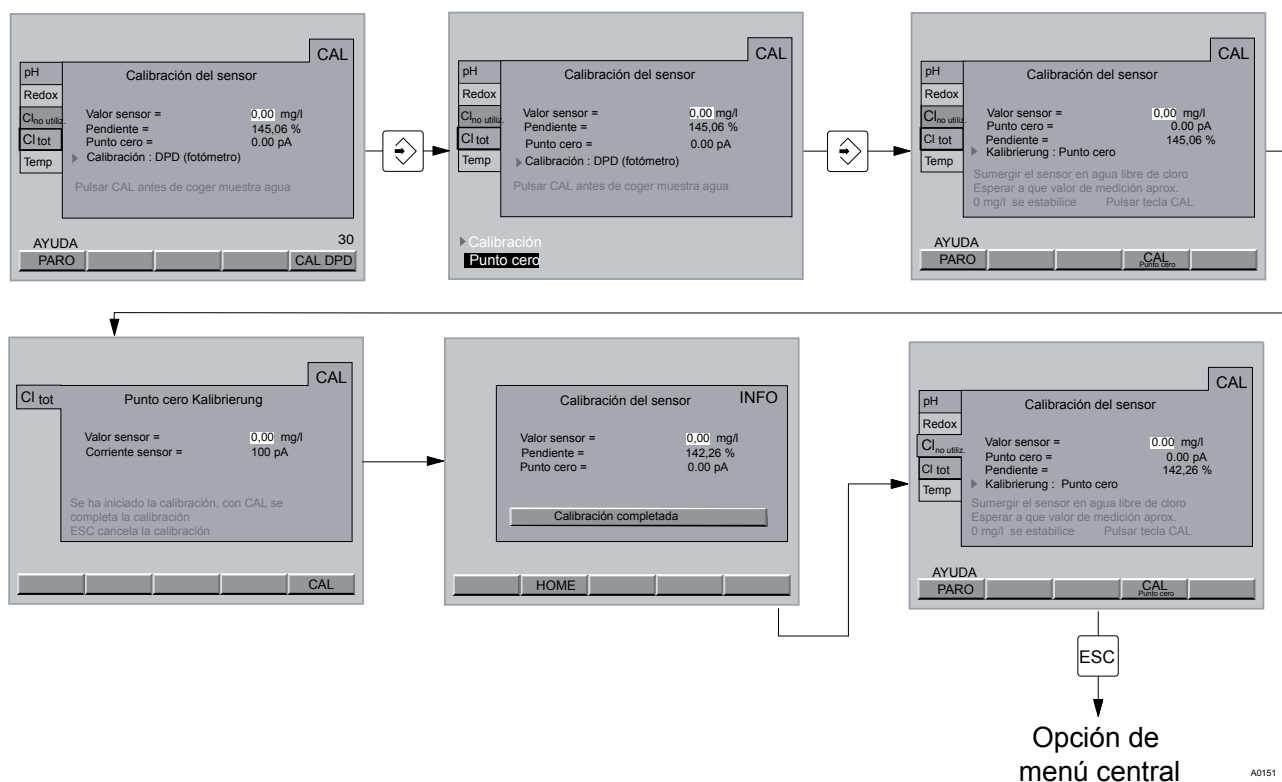 CAL
pH
Redox
Cl no utiliz.
Cl tot
Temp
Calibración del sensor
Valor sensor = 0,00 mg/l
Pendiente = 145,06 %
Punto cero = 0.00 pA
Calibración : DPD (fotómetro)
Pulsar CAL antes de coger muestra agua
AYUDA 30
PARO CAL DPD
CAL
pH
Redox
Cl no utiliz.
Cl tot
Temp
Calibración del sensor
Valor sensor = 0,00 mg/l
Pendiente = 145,06 %
Punto cero = 0.00 pA
Calibración : DPD (fotómetro)
Pulsar CAL antes de coger muestra agua
Calibración
Punto cero
CAL
pH
Redox
Cl no utiliz.
Cl tot
Temp
Calibración del sensor
Valor sensor = 0,00 mg/l
Punto cero = 0.00 pA
Pendiente = 145,06 %
Kalibrierung : Punto cero
Sumergir el sensor en agua libre de cloro
Esperar a que valor de medición aprox.
0 mg/l se estabilice Pulsar tecla CAL
AYUDA
PARO CAL
Punto cero
CAL
Cl tot
Punto cero Kalibrierung
Valor sensor = 0,00 mg/l
Corriente sensor = 100 pA
Se ha iniciado la calibración, con CAL se
completa la calibración
ESC cancela la calibración
CAL
Calibración del sensor INFO
Valor sensor = 0,00 mg/l
Pendiente = 142,26 %
Punto cero = 0.00 pA
Calibración completada
HOME
CAL
pH
Redox
Cl no utiliz.
Cl tot
Temp
Calibración del sensor
Valor sensor = 0.00 mg/l
Punto cero = 0.00 pA
Pendiente = 142,26 %
Kalibrierung : Punto cero
Sumergir el sensor en agua libre de cloro
Esperar a que valor de medición aprox.
0 mg/l se estabilice Pulsar tecla CAL
AYUDA
PARO CAL
Punto cero
ESC
Opción de
menú central
A0151